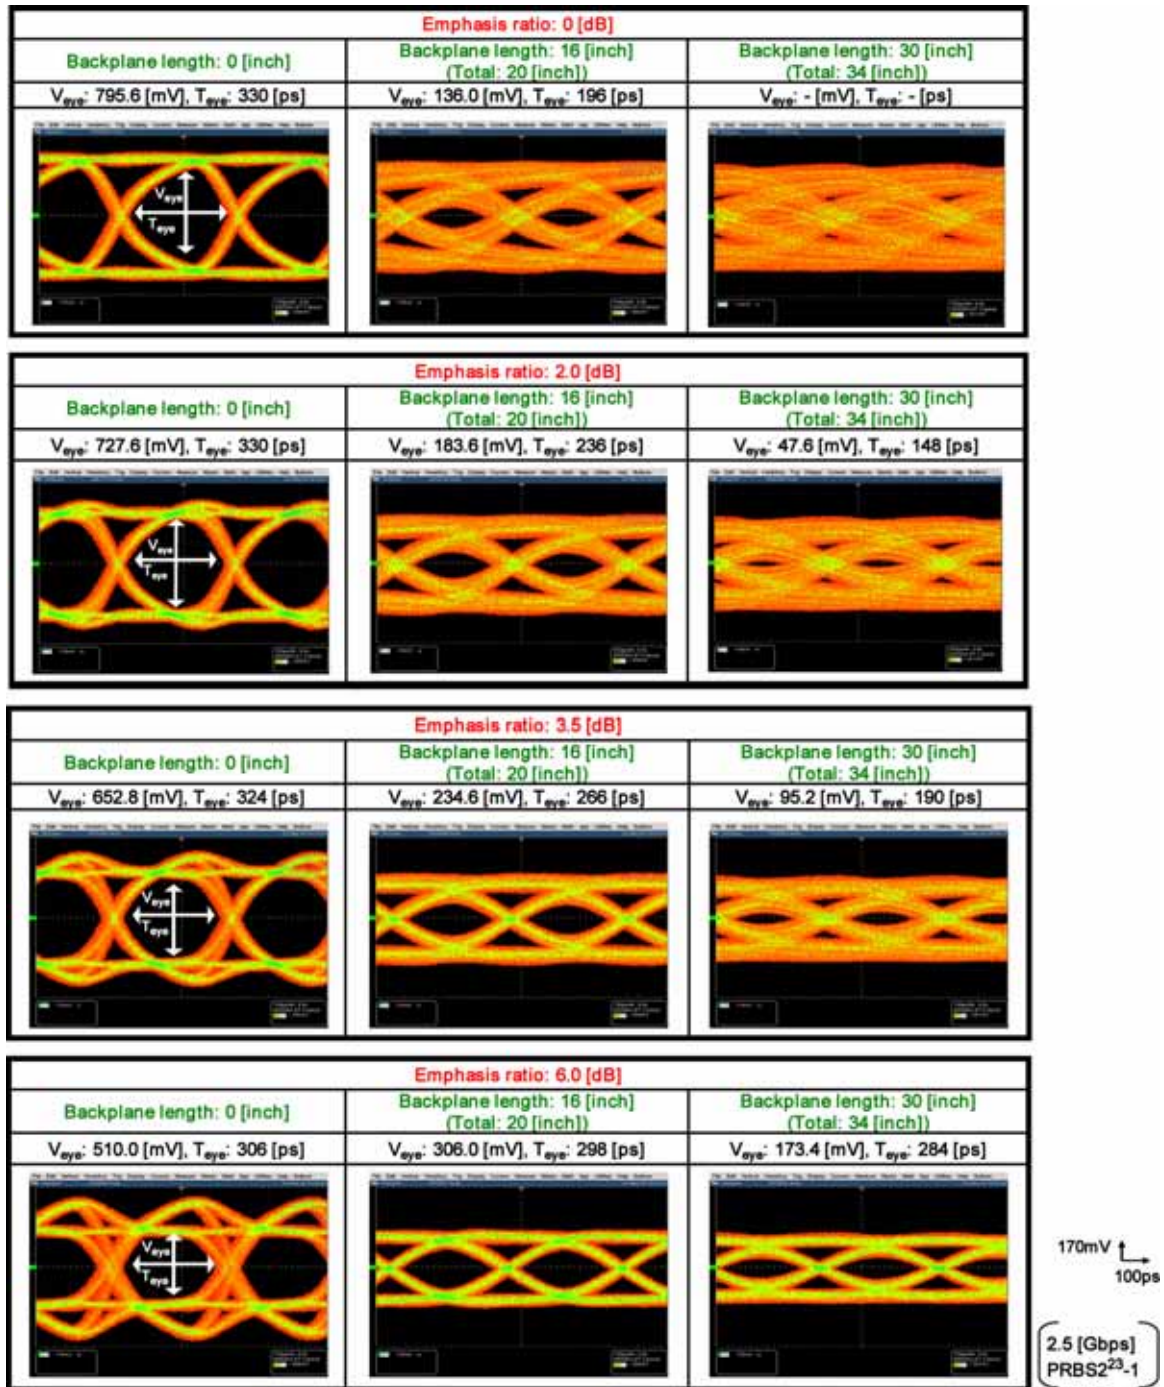 Emphasis ratio: 0 [dB]
Backplane length: 0 [inch]
Backplane length: 16 [inch]
(Total: 20 [inch])
Backplane length: 30 [inch]
(Total: 34 [inch])
Veye: 795.6 [mV], Teye: 330 [ps]
Veye: 136.0 [mV], Teye: 196 [ps]
Veye: - [mV], Teye: - [ps]
Veye
Teye
Emphasis ratio: 2.0 [dB]
Backplane length: 0 [inch]
Backplane length: 16 [inch]
(Total: 20 [inch])
Backplane length: 30 [inch]
(Total: 34 [inch])
Veye: 727.6 [mV], Teye: 330 [ps]
Veye: 183.6 [mV], Teye: 236 [ps]
Veye: 47.6 [mV], Teye: 148 [ps]
Veye
Teye
Emphasis ratio: 3.5 [dB]
Backplane length: 0 [inch]
Backplane length: 16 [inch]
(Total: 20 [inch])
Backplane length: 30 [inch]
(Total: 34 [inch])
Veye: 652.8 [mV], Teye: 324 [ps]
Veye: 234.6 [mV], Teye: 266 [ps]
Veye: 95.2 [mV], Teye: 190 [ps]
Veye
Teye
Emphasis ratio: 6.0 [dB]
Backplane length: 0 [inch]
Backplane length: 16 [inch]
(Total: 20 [inch])
Backplane length: 30 [inch]
(Total: 34 [inch])
Veye: 510.0 [mV], Teye: 306 [ps]
Veye: 306.0 [mV], Teye: 298 [ps]
Veye: 173.4 [mV], Teye: 284 [ps]
Veye
Teye
170mV
100ps
2.5 [Gbps]
PRBS2²³-1